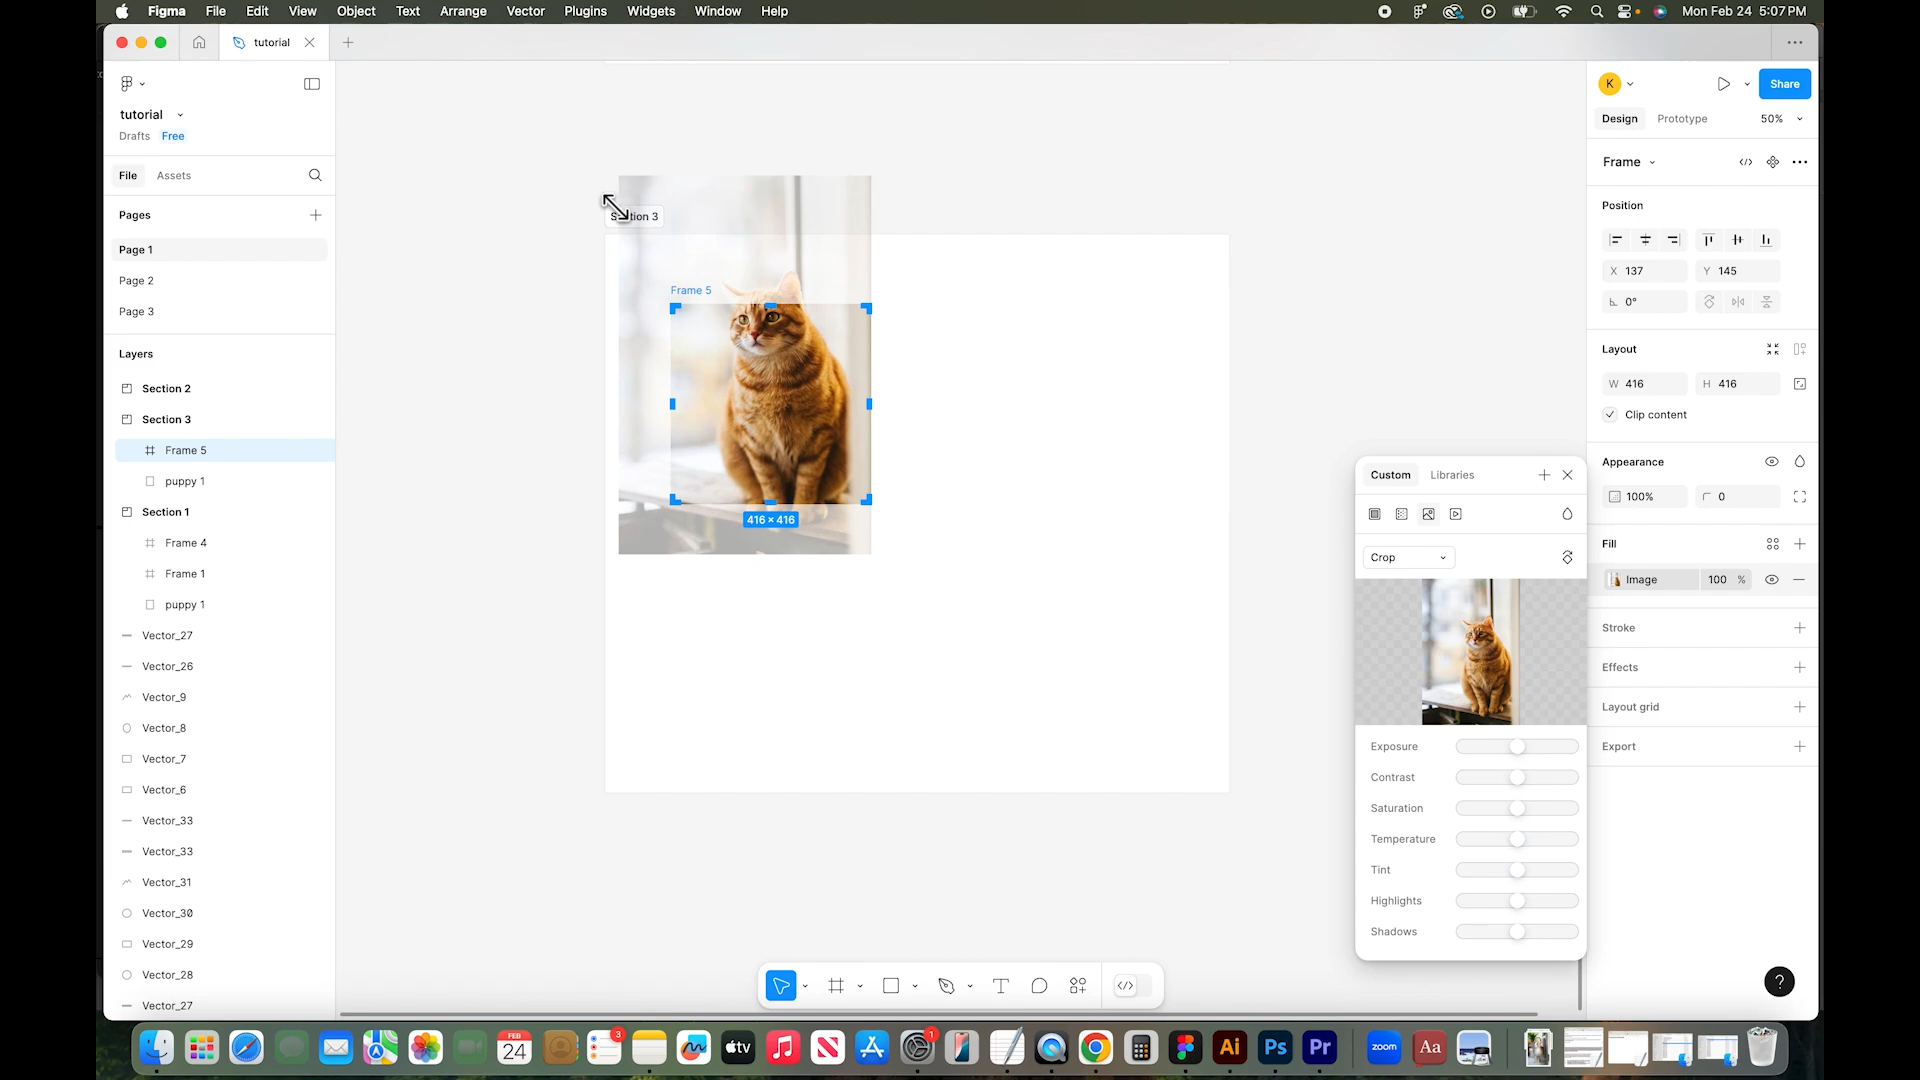 Figma File Edit View Object Arrange Text Vector Plugins Widgets Window Help
Mon Feb 24 5:07 PM
tutorial
tutorial
Drafts Free
File Assets
Pages
Page 1
Page 2
Page 3
Layers
Section 2
Section 3
Frame 5
puppy 1
Section 1
Frame 4
Frame 1
puppy 1
Vector_27
Vector_26
Vector_9
Vector_8
Vector_7
Vector_6
Vector_33
Vector_33
Vector_31
Vector_30
Vector_29
Vector_28
Vector_27
Section 3
Frame 5
416 × 416
Custom Libraries
Crop
Exposure
Contrast
Saturation
Temperature
Tint
Highlights
Shadows
K
Share
Design Prototype 50%
Frame
Position
X 137 Y 145
0°
Layout
W 416 H 416
Clip content
Appearance
100% 0
Fill
Image 100 %
Stroke
Effects
Layout grid
Export
?
FEB
24
3
tv
1
Ai
Ps
Pr
zoom
Aa